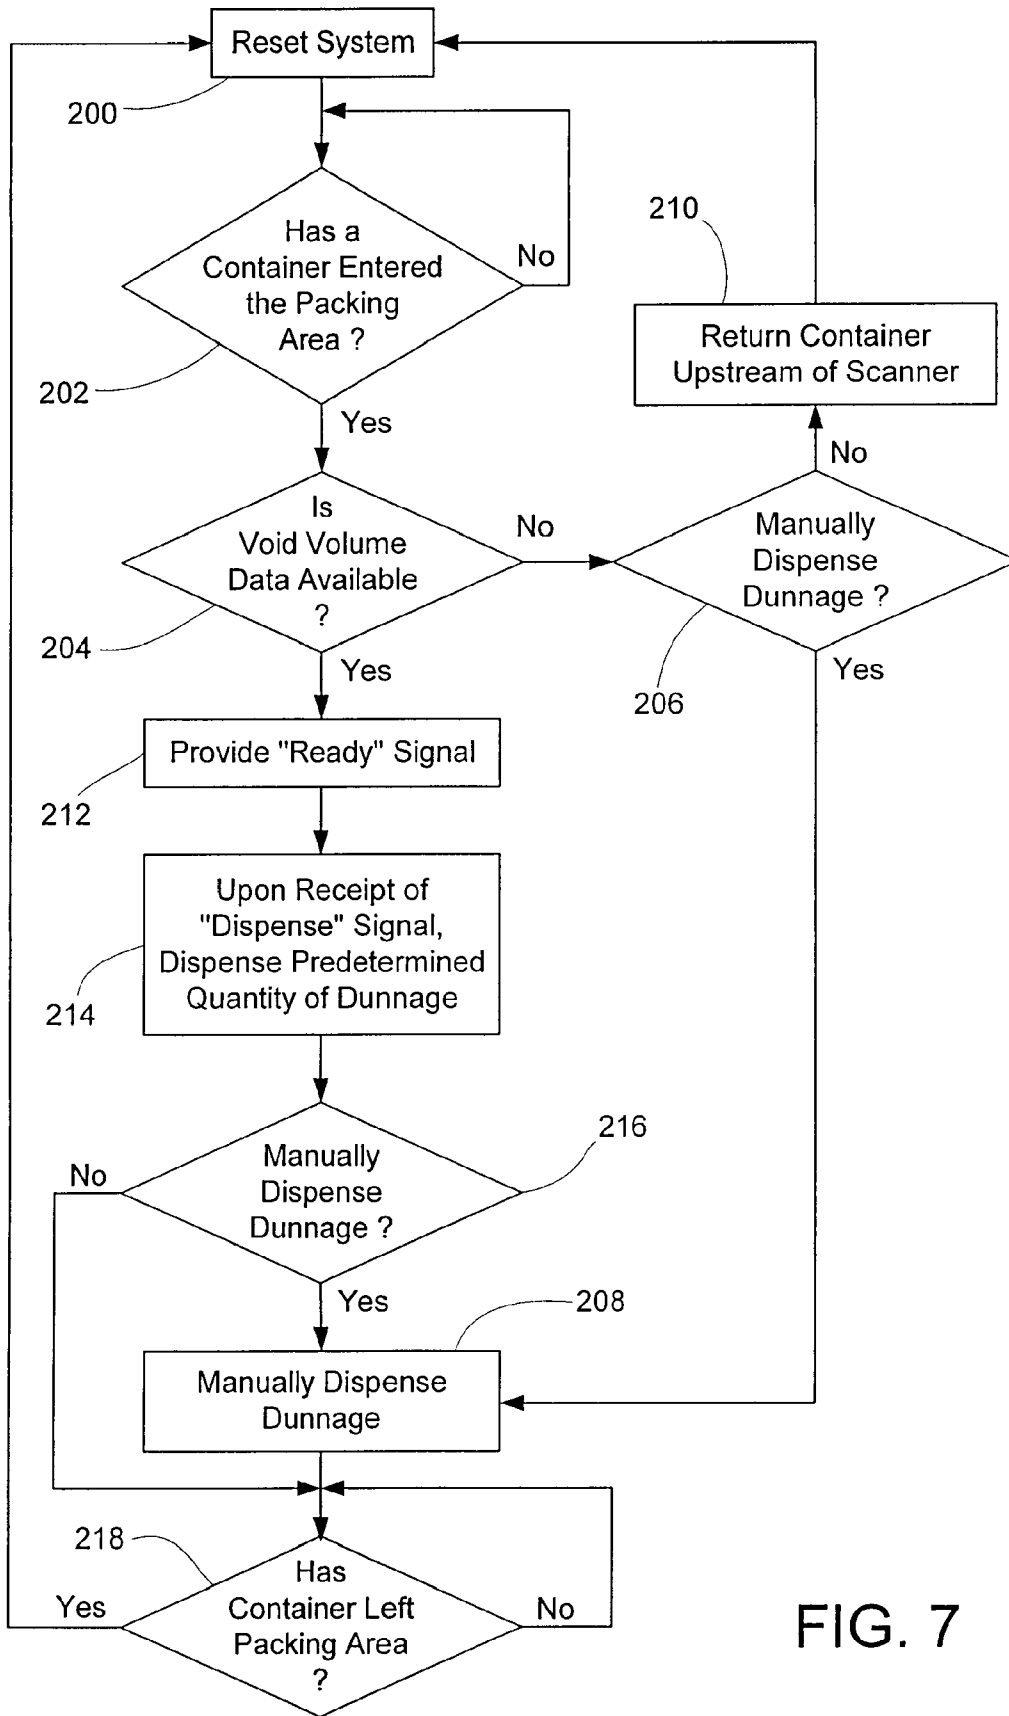 Reset System
200
Has a
Container Entered
the Packing
Area ?
No
202
Yes
210
Return Container
Upstream of Scanner
No
Is
Void Volume
Data Available
?
No
204
Yes
Manually
Dispense
Dunnage ?
206
Yes
Provide "Ready" Signal
212
Upon Receipt of
"Dispense" Signal,
Dispense Predetermined
Quantity of Dunnage
214
216
Manually
Dispense
Dunnage ?
No
Yes
208
Manually Dispense
Dunnage
218
Has
Container Left
Packing Area
?
Yes
No
FIG. 7